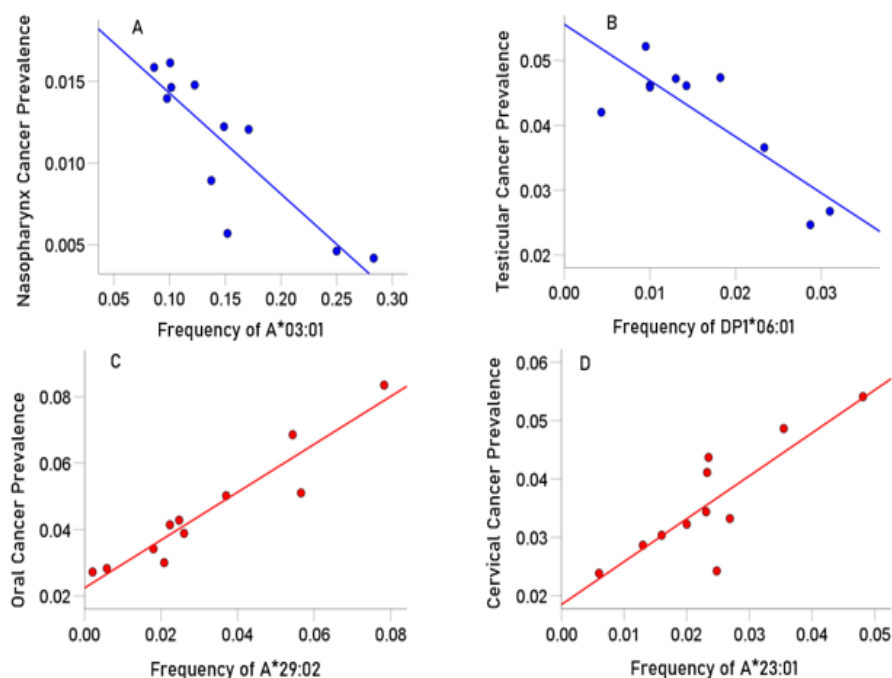 A
Nasopharynx Cancer Prevalence
0.015
0.010
0.005
0.05 0.10 0.15 0.20 0.25 0.30
Frequency of A*03:01
B
Testicular Cancer Prevalence
0.05
0.04
0.03
0.02
0.00 0.01 0.02 0.03
Frequency of DP1*06:01
C
Oral Cancer Prevalence
0.08
0.06
0.04
0.02
0.00 0.02 0.04 0.06 0.08
Frequency of A*29:02
D
Cervical Cancer Prevalence
0.06
0.05
0.04
0.03
0.02
0.00 0.01 0.02 0.03 0.04 0.05
Frequency of A*23:01